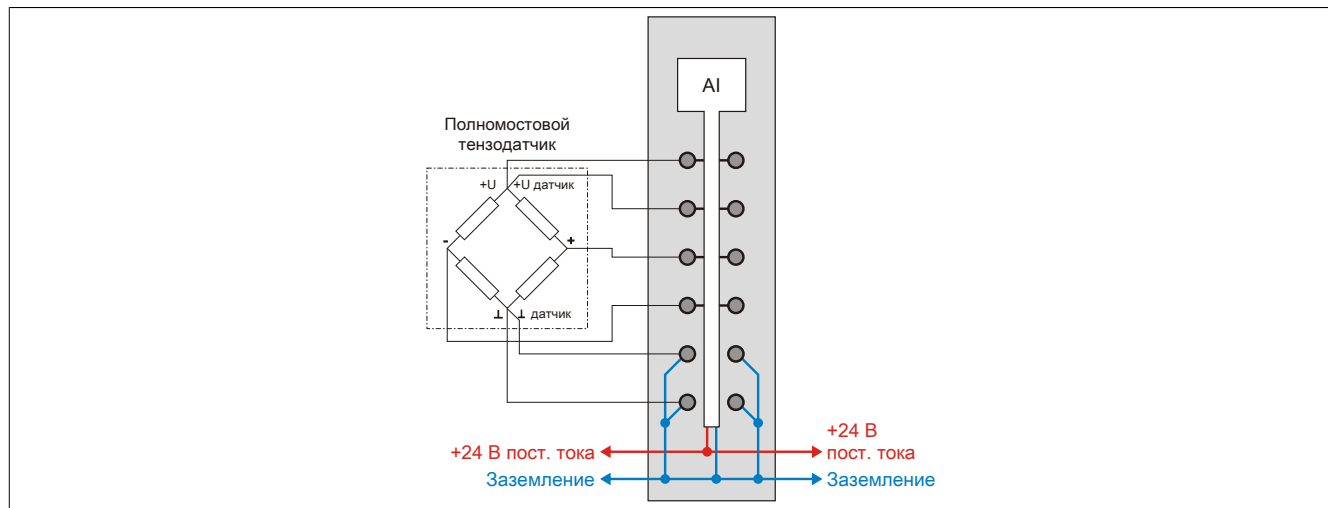 AI
Полномостовой
тензодатчик
+U +U датчик
- +
⊥ ⊥ датчик
+24 В пост. тока
+24 В
пост. тока
Заземление
Заземление